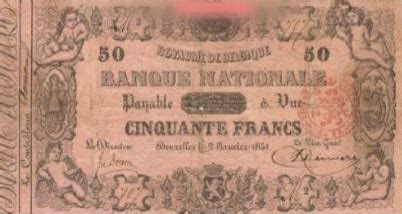 50 ROYAUME DE BELGIQUE 50
BANQUE NATIONALE
Payable à Vue
CINQUANTE FRANCS
Le Directeur Bruxelles le 2 Janvier 1851